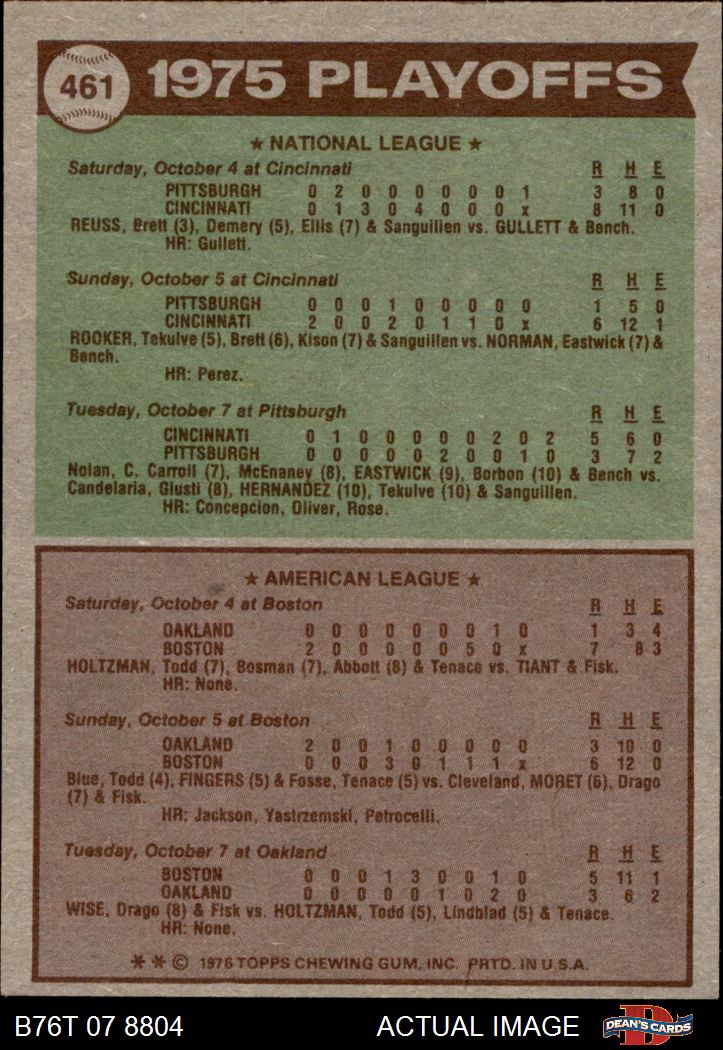 461 1975 PLAYOFFS
★ NATIONAL LEAGUE ★
Saturday, October 4 at Cincinnati R H E
PITTSBURGH 0 2 0 0 0 0 0 0 1 3 8 0
CINCINNATI 0 1 3 0 4 0 0 0 x 8 11 0
REUSS, Brett (3), Demery (5), Ellis (7) & Sanguillen vs. GULLETT & Bench.
HR: Gullett.
Sunday, October 5 at Cincinnati R H E
PITTSBURGH 0 0 0 1 0 0 0 0 0 1 5 0
CINCINNATI 2 0 0 2 0 1 1 0 x 6 12 1
ROOKER, Tekulve (5), Brett (6), Kison (7) & Sanguillen vs. NORMAN, Eastwick (7) &
Bench.
HR: Perez.
Tuesday, October 7 at Pittsburgh R H E
CINCINNATI 0 1 0 0 0 0 0 2 0 2 5 6 0
PITTSBURGH 0 0 0 0 0 2 0 0 1 0 3 7 2
Nolan, C. Carroll (7), McEnaney (8), EASTWICK (9), Borbon (10) & Bench vs.
Candelaria, Giusti (8), HERNANDEZ (10), Tekulve (10) & Sanguillen.
HR: Concepcion, Oliver, Rose.
★ AMERICAN LEAGUE ★
Saturday, October 4 at Boston R H E
OAKLAND 0 0 0 0 0 0 0 1 0 1 3 4
BOSTON 2 0 0 0 0 0 5 0 x 7 8 3
HOLTZMAN, Todd (7), Bosman (7), Abbott (8) & Tenace vs. TIANT & Fisk.
HR: None.
Sunday, October 5 at Boston R H E
OAKLAND 2 0 0 1 0 0 0 0 0 3 10 0
BOSTON 0 0 0 3 0 1 1 1 x 6 12 0
Blue, Todd (4), FINGERS (5) & Fosse, Tenace (5) vs. Cleveland, MORET (6), Drago
(7) & Fisk.
HR: Jackson, Yastrzemski, Petrocelli.
Tuesday, October 7 at Oakland R H E
BOSTON 0 0 0 1 3 0 0 1 0 5 11 1
OAKLAND 0 0 0 0 0 1 0 2 0 3 6 2
WISE, Drago (8) & Fisk vs. HOLTZMAN, Todd (5), Lindblad (5) & Tenace.
HR: None.
* * © 1976 TOPPS CHEWING GUM, INC. PRTD. IN U.S.A.
B76T 07 8804 ACTUAL IMAGE D DEAN'S CARDS